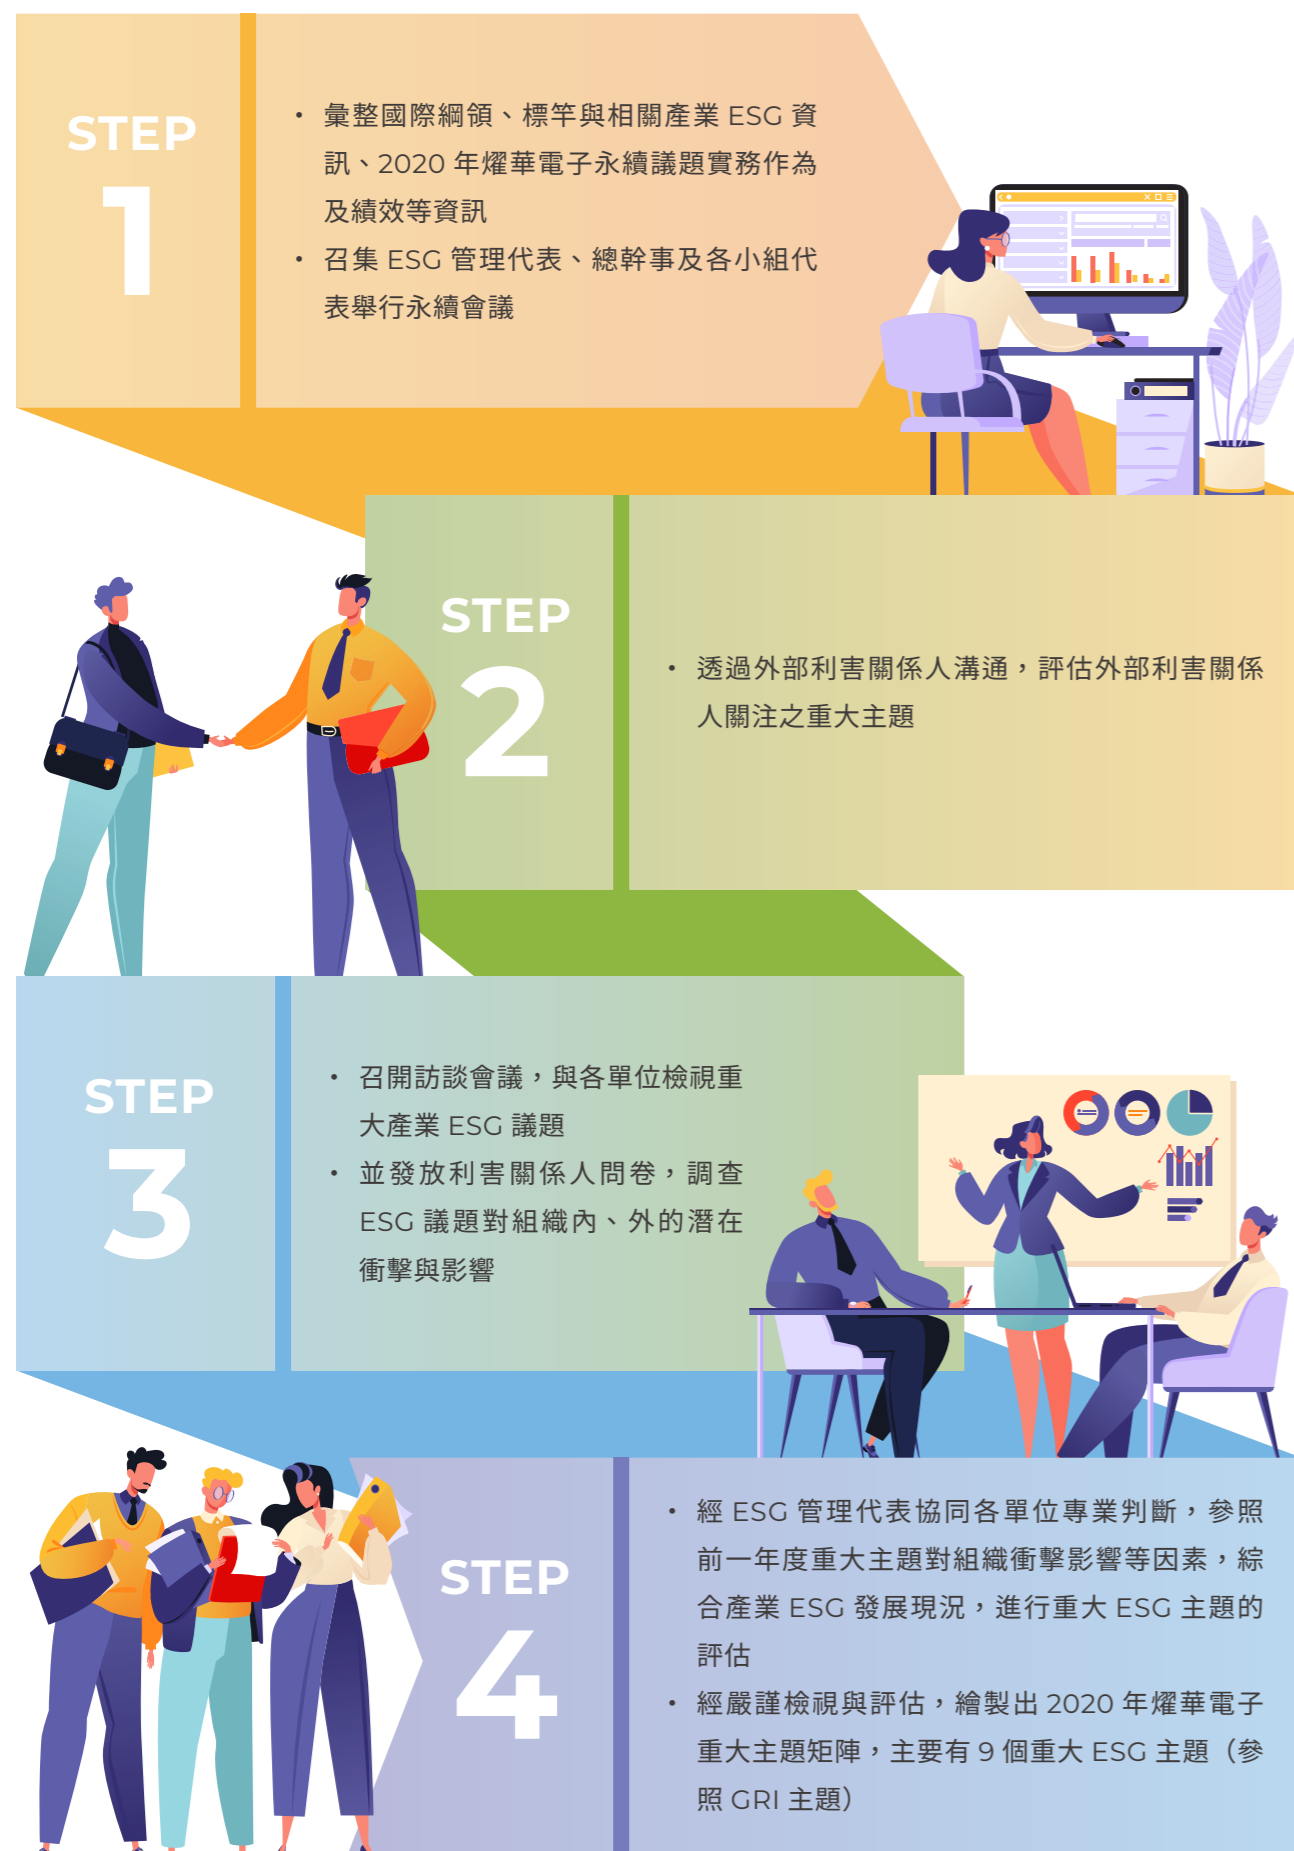 STEP
1
• 彙整國際綱領、標竿與相關產業 ESG 資
訊、2020 年燿華電子永續議題實務作為
及績效等資訊
• 召集 ESG 管理代表、總幹事及各小組代
表舉行永續會議
STEP
2
• 透過外部利害關係人溝通，評估外部利害關係
人關注之重大主題
STEP
3
• 召開訪談會議，與各單位檢視重
大產業 ESG 議題
• 並發放利害關係人問卷，調查
ESG 議題對組織內、外的潛在
衝擊與影響
STEP
4
• 經 ESG 管理代表協同各單位專業判斷，參照
前一年度重大主題對組織衝擊影響等因素，綜
合產業 ESG 發展現況，進行重大 ESG 主題的
評估
• 經嚴謹檢視與評估，繪製出 2020 年燿華電子
重大主題矩陣，主要有 9 個重大 ESG 主題（參
照 GRI 主題）